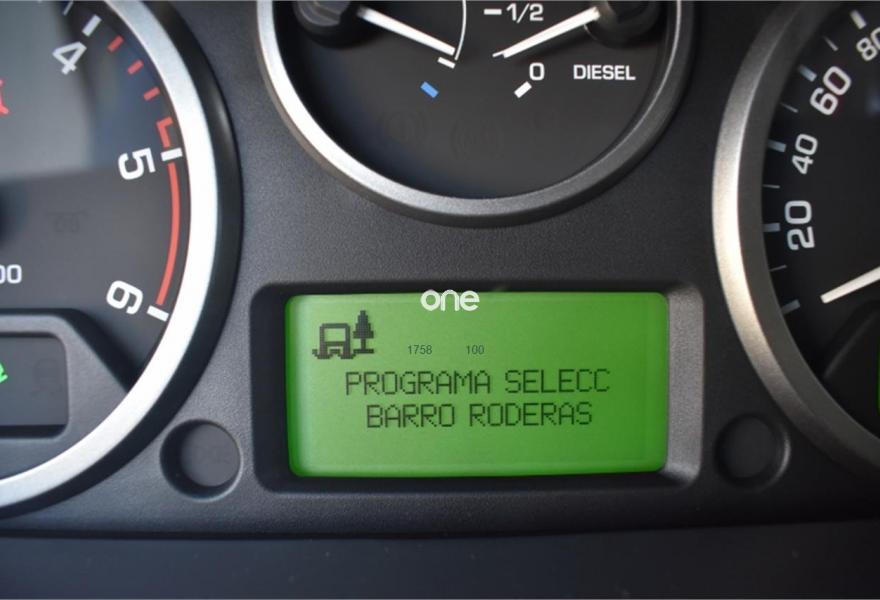 1/2
0 DIESEL
4
5
6
00
80
60
40
20
one
1758 100
PROGRAMA SELECC
BARRO RODERAS